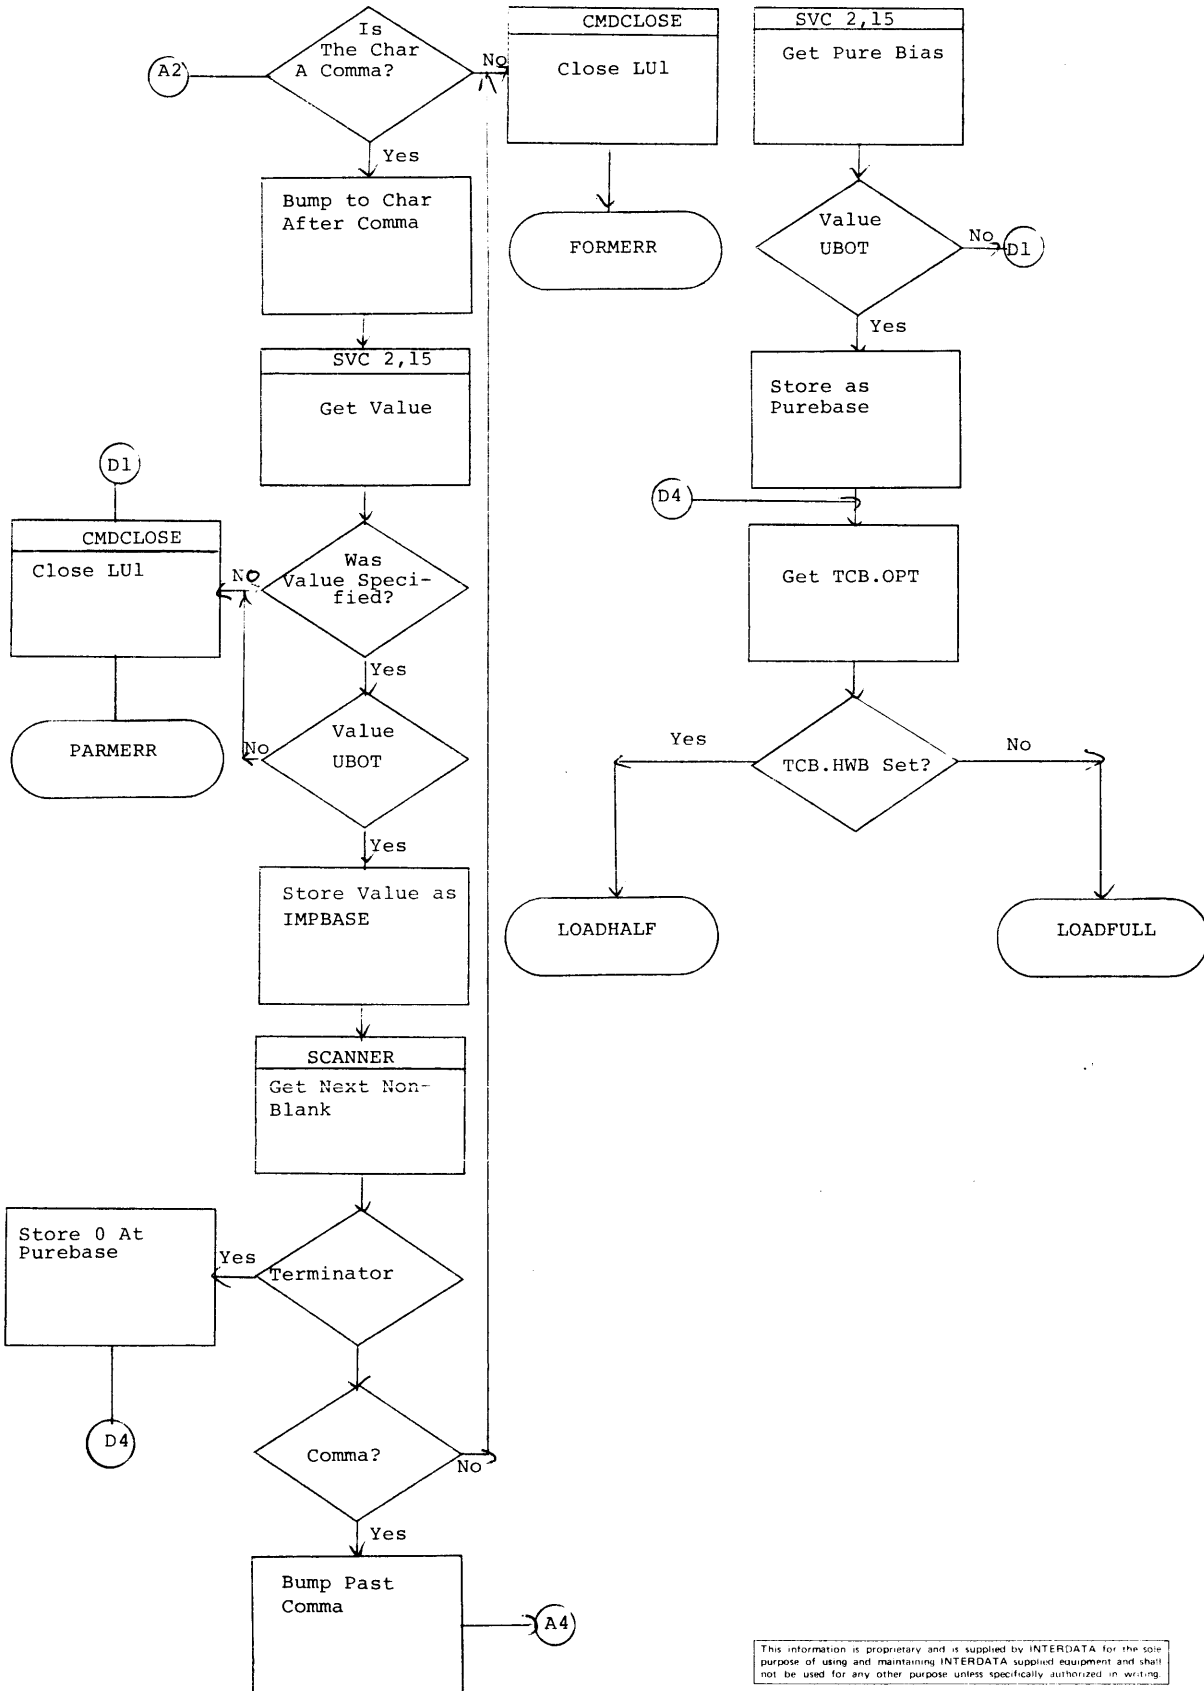 Is
The Char
A Comma?
A2
No
Yes
Bump to Char
After Comma
SVC 2,15
Get Value
D1
CMDCLOSE
Close LU1
NO
Was
Value Speci-
fied?
Yes
PARMERR
Value
UBOT
No
Yes
Store Value as
IMPBASE
SCANNER
Get Next Non-
Blank
Store 0 At
Purebase
Yes
Terminator
D4
Comma?
No
Yes
Bump Past
Comma
A4
CMDCLOSE
Close LU1
FORMERR
SVC 2,15
Get Pure Bias
Value
UBOT
No
D1
Yes
Store as
Purebase
D4
Get TCB.OPT
Yes
TCB.HWB Set?
No
LOADHALF
LOADFULL
This information is proprietary and is supplied by INTERDATA for the sole
purpose of using and maintaining INTERDATA supplied equipment and shall
not be used for any other purpose unless specifically authorized in writing.